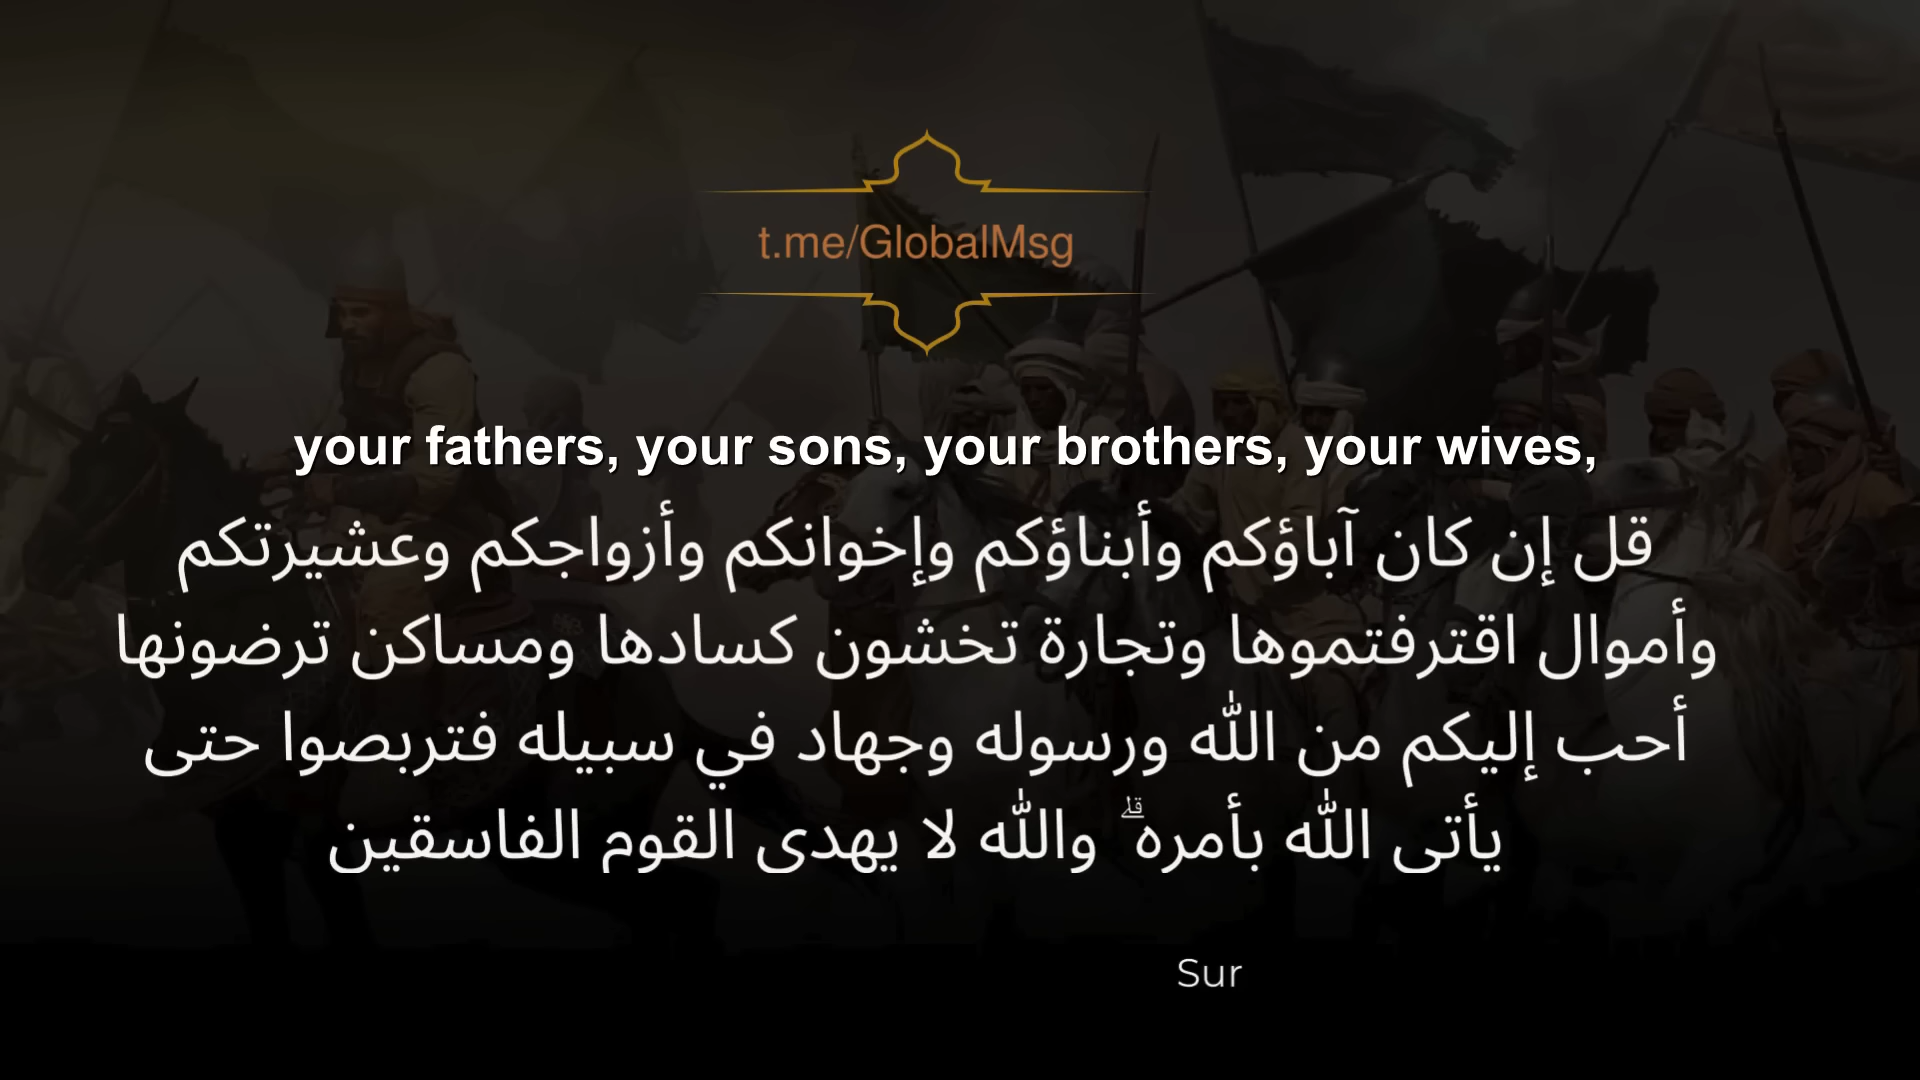 t.me/GlobalMsg
your fathers, your sons, your brothers, your wives,
قل إن كان آباؤكم وأبناؤكم وإخوانكم وأزواجكم وعشيرتكم
وأموال اقترفتموها وتجارة تخشون كسادها ومساكن ترضونها
أحب إليكم من الله ورسوله وجهاد في سبيله فتربصوا حتى
يأتى الله بأمرهۗ والله لا يهدى القوم الفاسقين
Sur